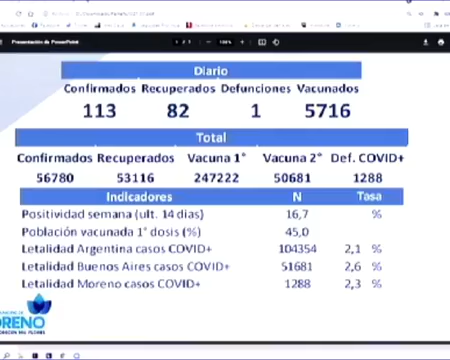 Presentación de PowerPoint
Diario
Confirmados Recuperados Defunciones Vacunados
113 82 1 5716
Total
Confirmados Recuperados Vacuna 1° Vacuna 2° Def. COVID+
56780 53116 247222 50681 1288
Indicadores N Tasa
Positividad semana (ult. 14 dias) 16,7 %
Población vacunada 1° dosis (%) 45,0
Letalidad Argentina casos COVID+ 104354 2,1 %
Letalidad Buenos Aires casos COVID+ 51681 2,6 %
Letalidad Moreno casos COVID+ 1288 2,3 %